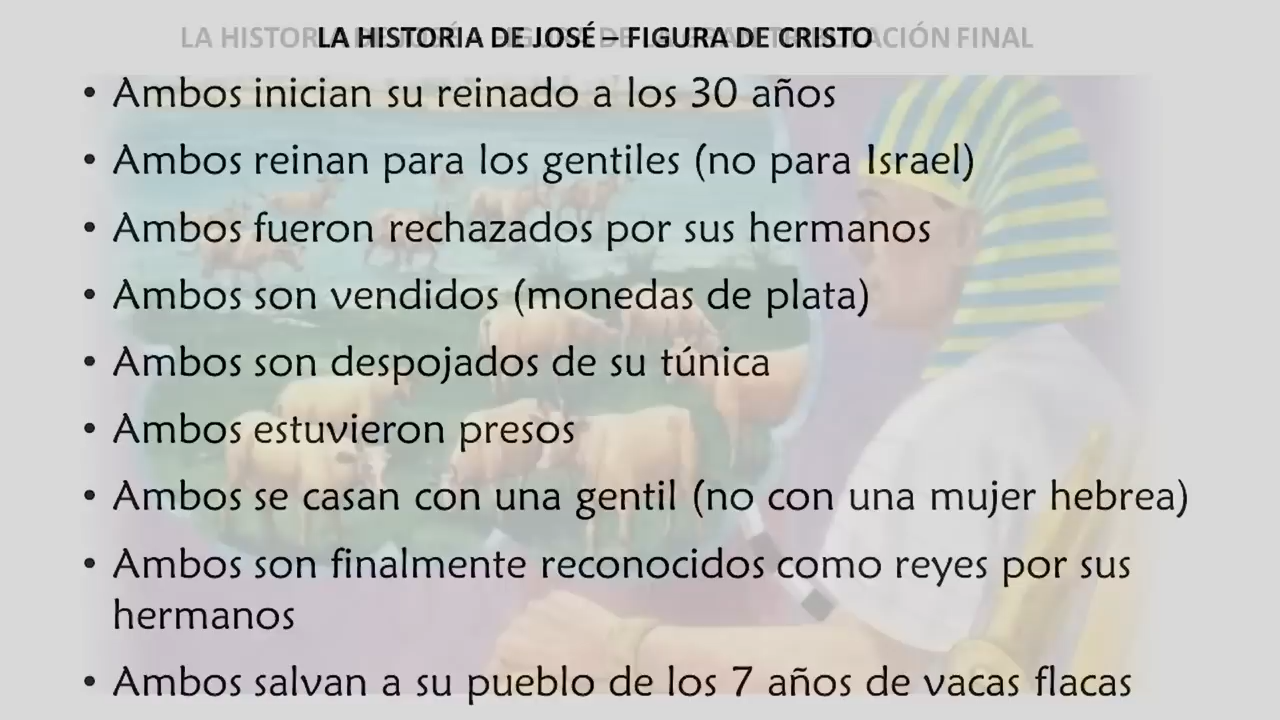 LA HISTORIA DE JOSÉ – FIGURA DE CRISTO
• Ambos inician su reinado a los 30 años
• Ambos reinan para los gentiles (no para Israel)
• Ambos fueron rechazados por sus hermanos
• Ambos son vendidos (monedas de plata)
• Ambos son despojados de su túnica
• Ambos estuvieron presos
• Ambos se casan con una gentil (no con una mujer hebrea)
• Ambos son finalmente reconocidos como reyes por sus
hermanos
• Ambos salvan a su pueblo de los 7 años de vacas flacas